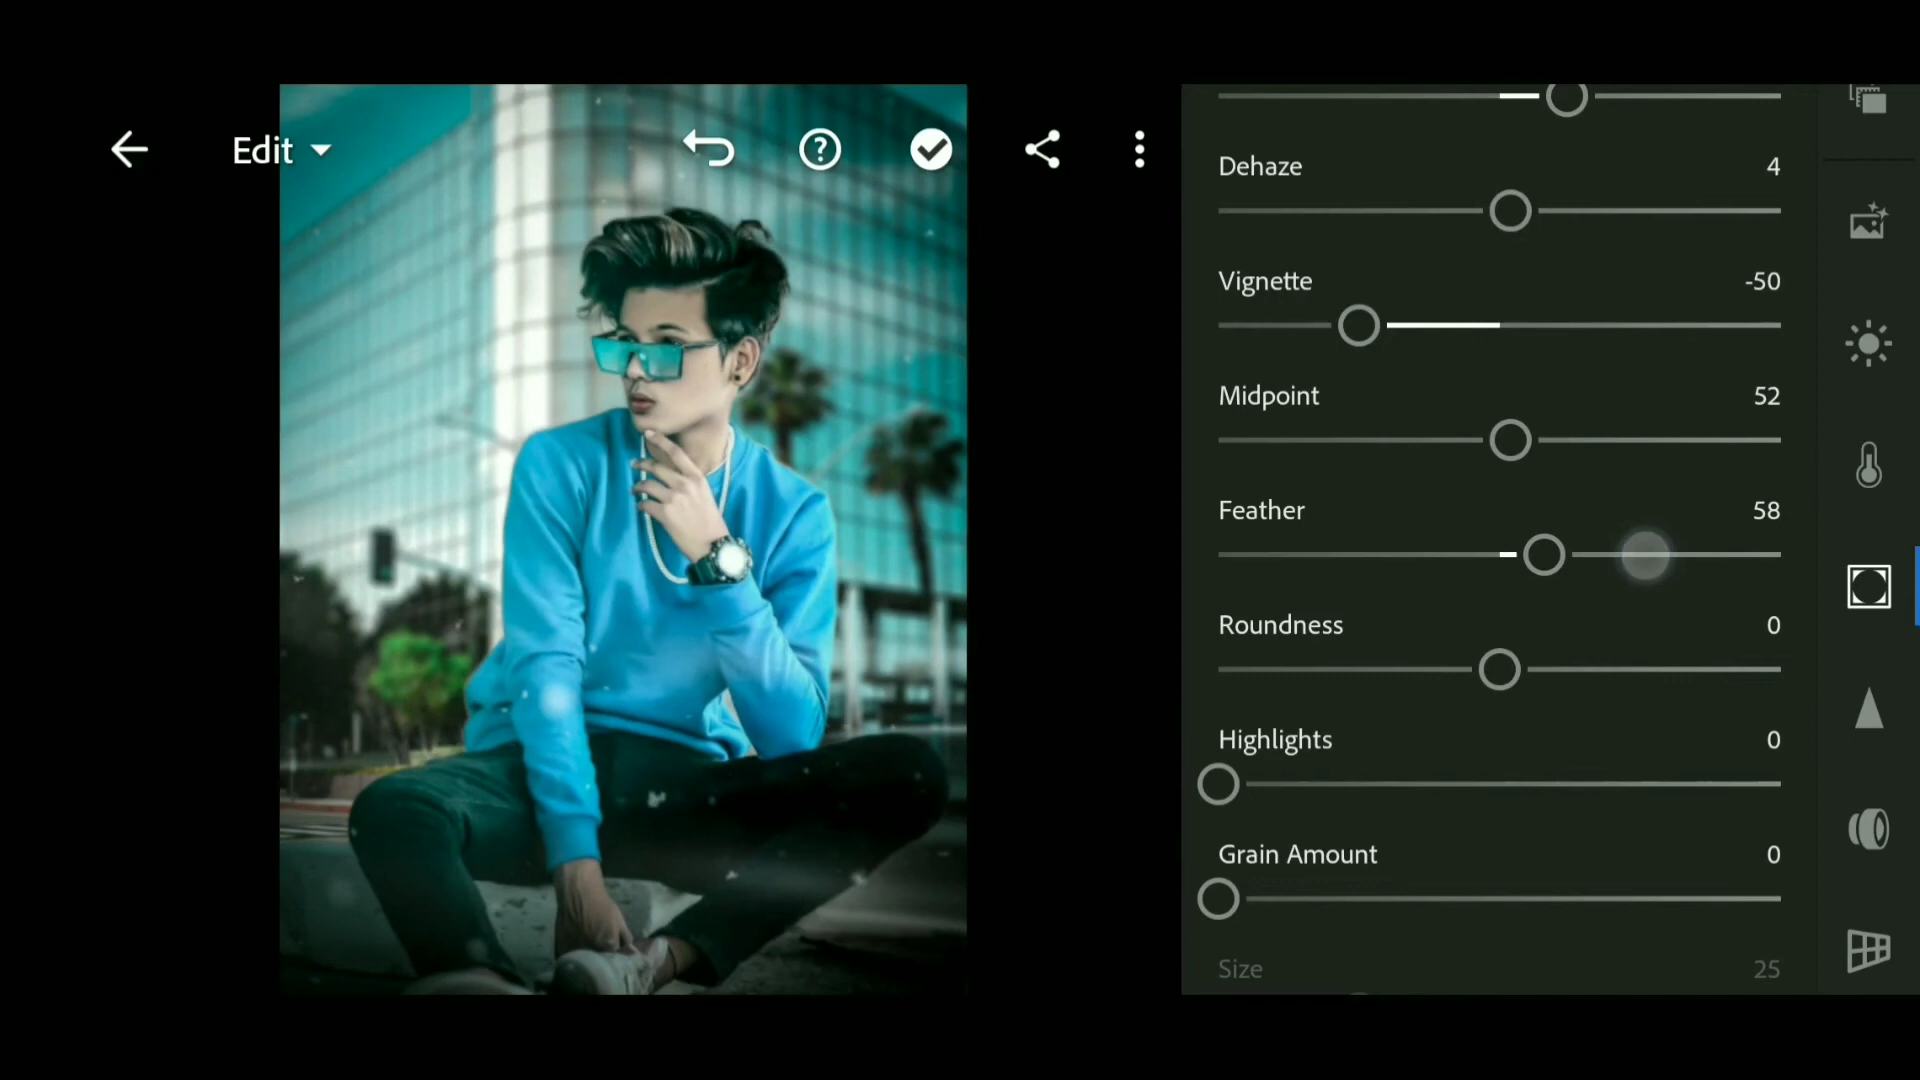 Edit
Dehaze 4
Vignette -50
Midpoint 52
Feather 58
Roundness 0
Highlights 0
Grain Amount 0
Size 25